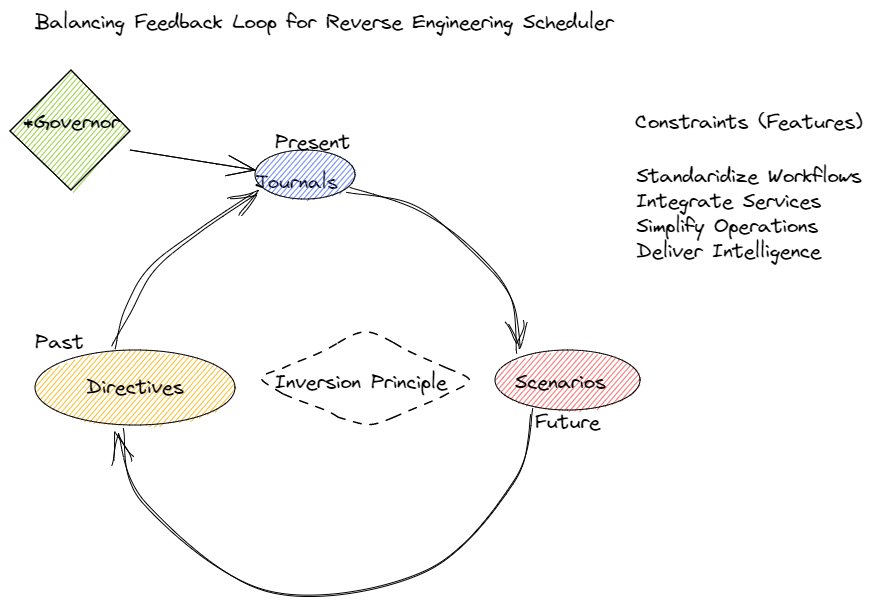 Balancing Feedback Loop for Reverse Engineering Scheduler
*Governor
Present
Journals
Constraints (Features)
Standaridize Workflows
Integrate Services
Simplify Operations
Deliver Intelligence
Past
Directives
Inversion Principle
Scenarios
Future